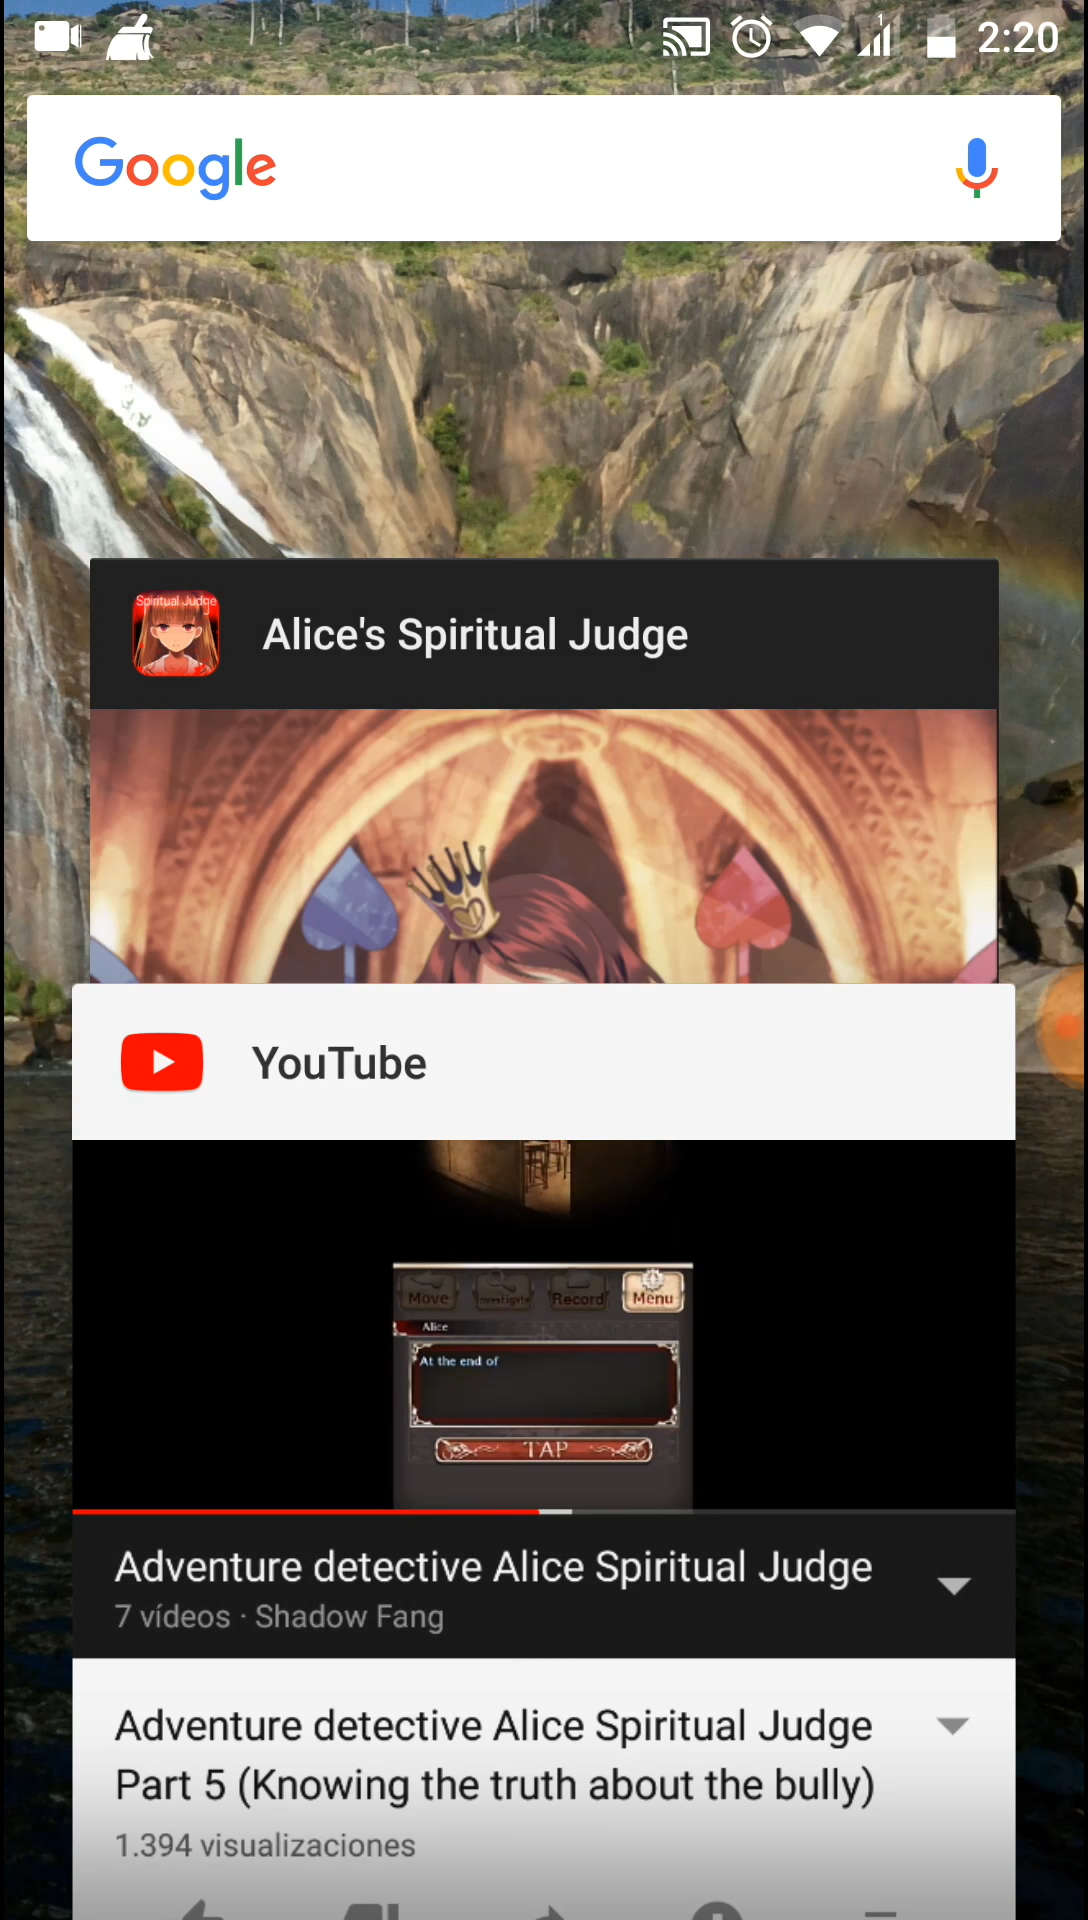 1
2:20
Google
Spiritual Judge
Alice's Spiritual Judge
YouTube
Move Investigate Record Menu
Alice
At the end of
TAP
Adventure detective Alice Spiritual Judge
7 vídeos · Shadow Fang
Adventure detective Alice Spiritual Judge
Part 5 (Knowing the truth about the bully)
1.394 visualizaciones